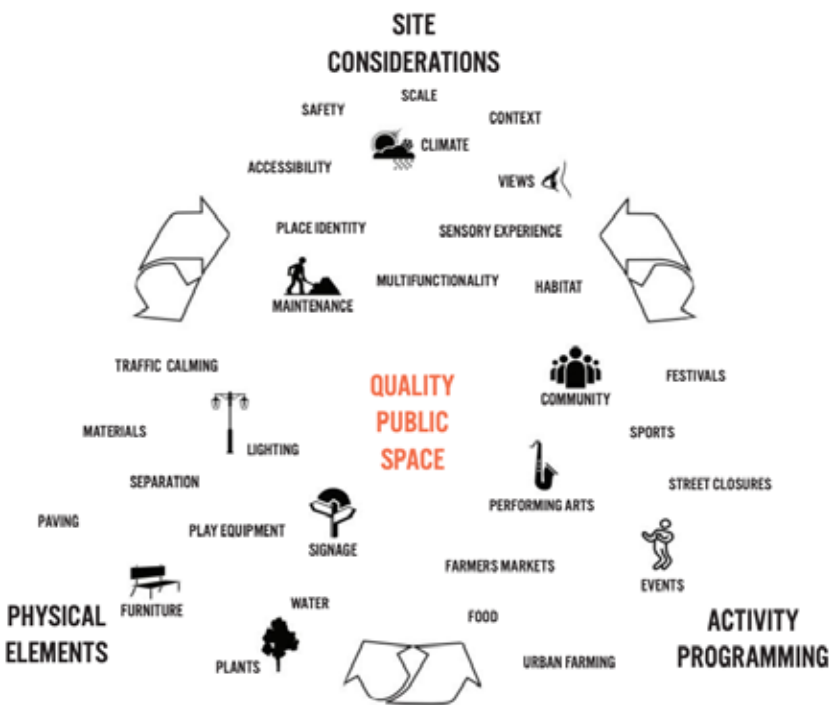 SITE
CONSIDERATIONS
SCALE
SAFETY
CONTEXT
CLIMATE
ACCESSIBILITY
VIEWS
PLACE IDENTITY
SENSORY EXPERIENCE
MULTIFUNCTIONALITY
HABITAT
MAINTENANCE
TRAFFIC CALMING
QUALITY
PUBLIC
SPACE
COMMUNITY
FESTIVALS
MATERIALS
LIGHTING
SPORTS
SEPARATION
STREET CLOSURES
PERFORMING ARTS
PAVING
PLAY EQUIPMENT
SIGNAGE
FARMERS MARKETS
EVENTS
FURNITURE
WATER
FOOD
PHYSICAL
ELEMENTS
ACTIVITY
PROGRAMMING
PLANTS
URBAN FARMING